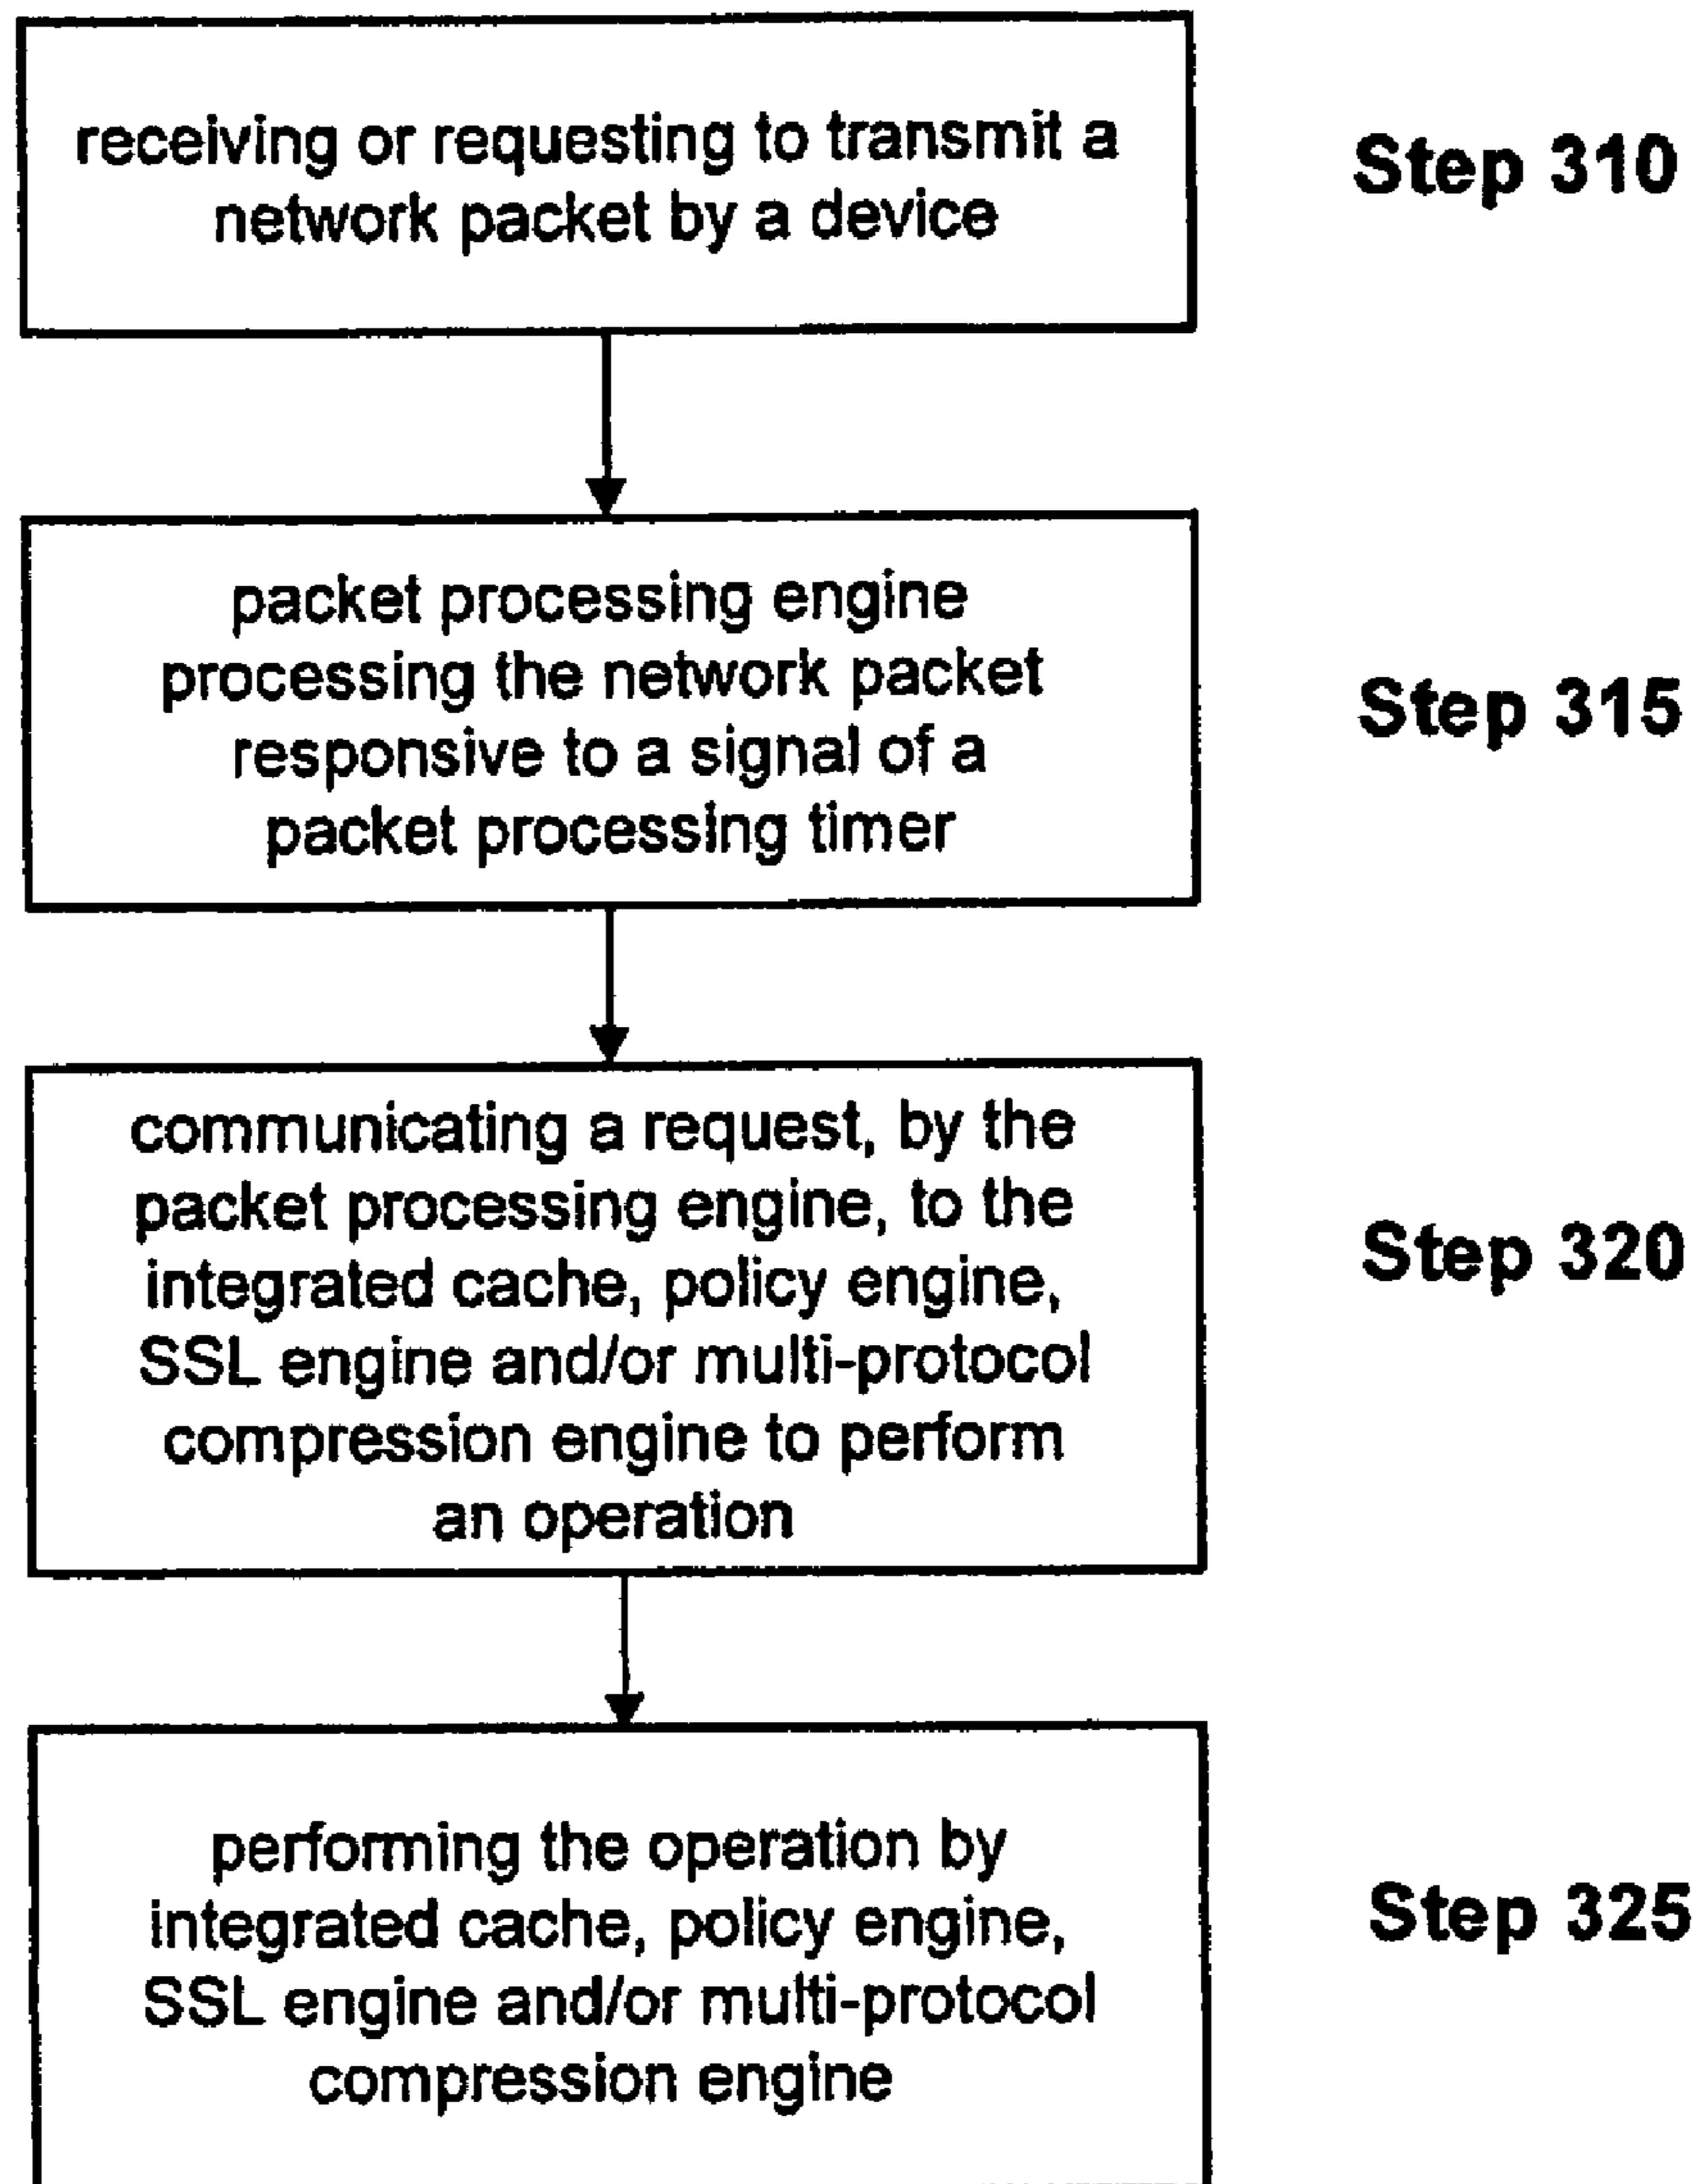 receiving or requesting to transmit a
network packet by a device
Step 310
packet processing engine
processing the network packet
responsive to a signal of a
packet processing timer
Step 315
communicating a request, by the
packet processing engine, to the
integrated cache, policy engine,
SSL engine and/or multi-protocol
compression engine to perform
an operation
Step 320
performing the operation by
integrated cache, policy engine,
SSL engine and/or multi-protocol
compression engine
Step 325